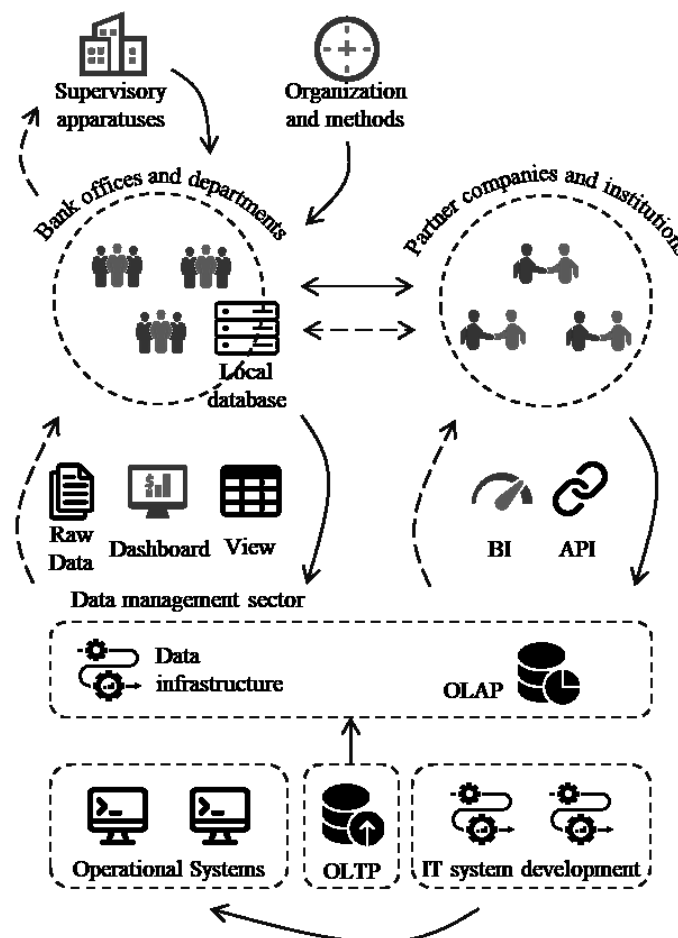 Supervisory
apparatuses
Organization
and methods
Bank offices and departments
Partner companies and institutions
Local
database
Raw
Data
Dashboard
View
BI
API
Data management sector
Data
infrastructure
OLAP
Operational Systems
OLTP
IT system development